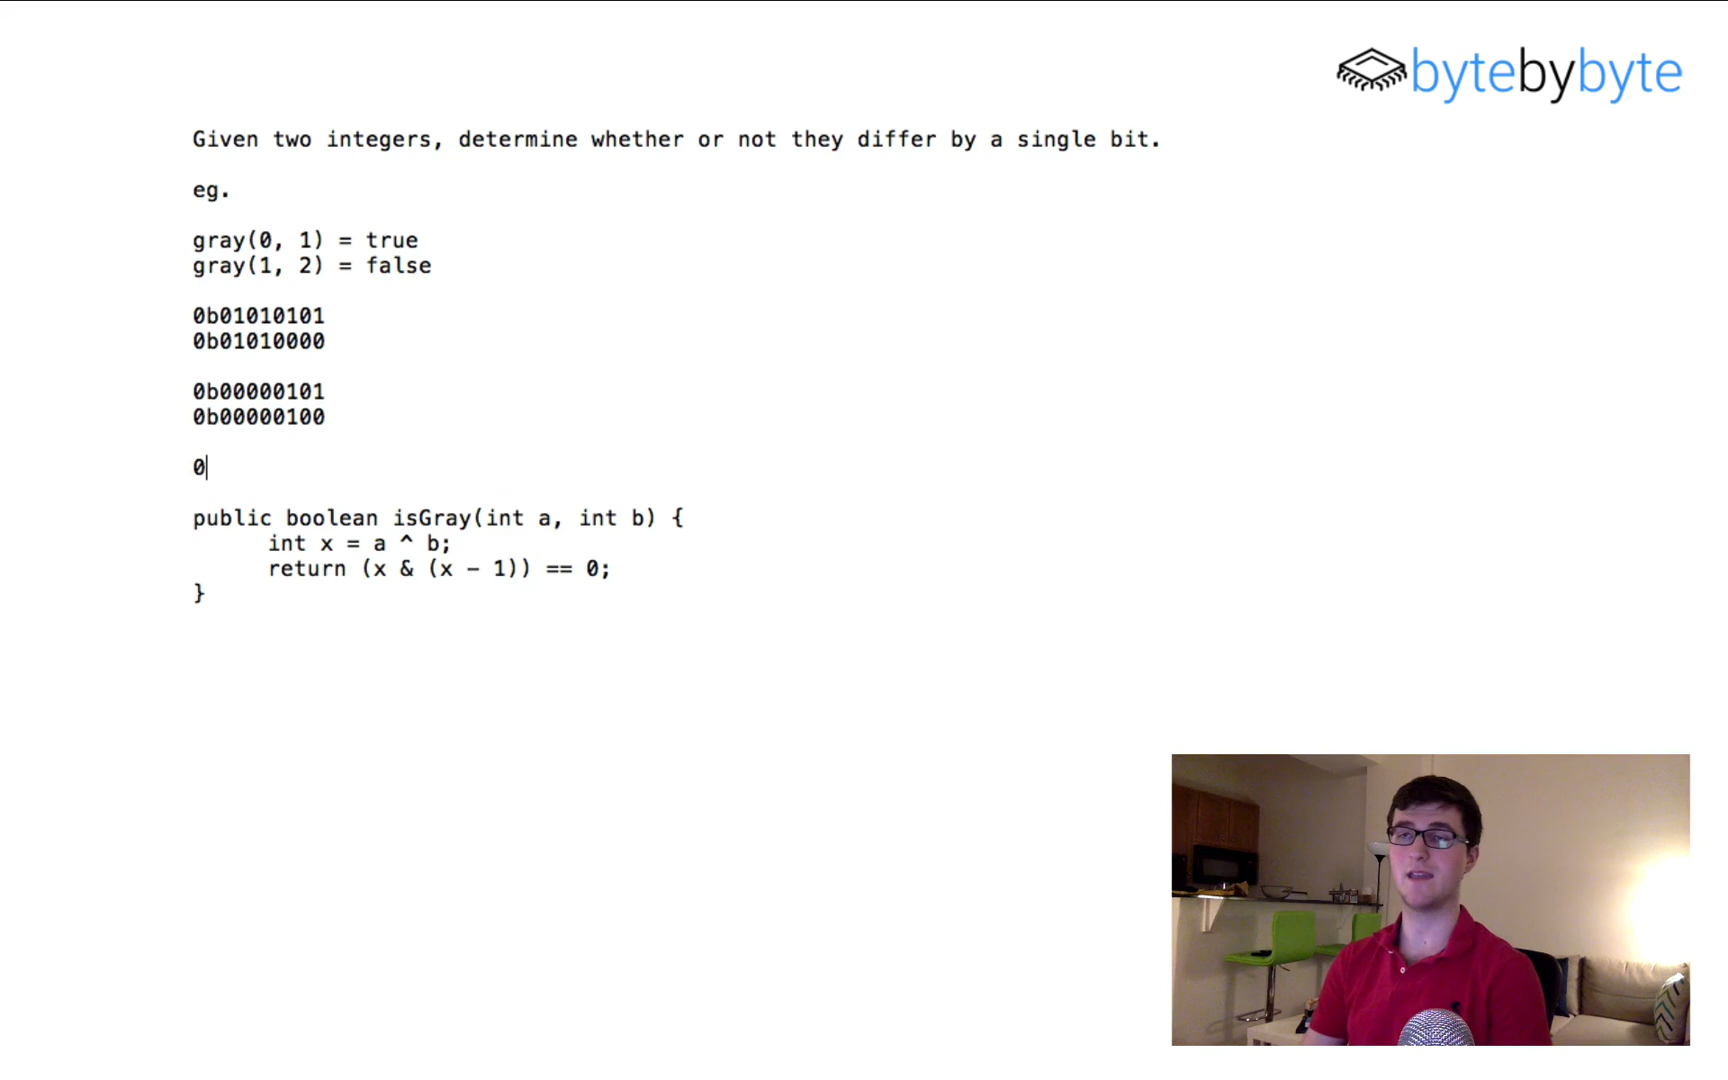 bytebybyte
Given two integers, determine whether or not they differ by a single bit.
eg.
gray(0, 1) = true
gray(1, 2) = false
0b01010101
0b01010000
0b00000101
0b00000100
0
public boolean isGray(int a, int b) {
int x = a ^ b;
return (x & (x - 1)) == 0;
}